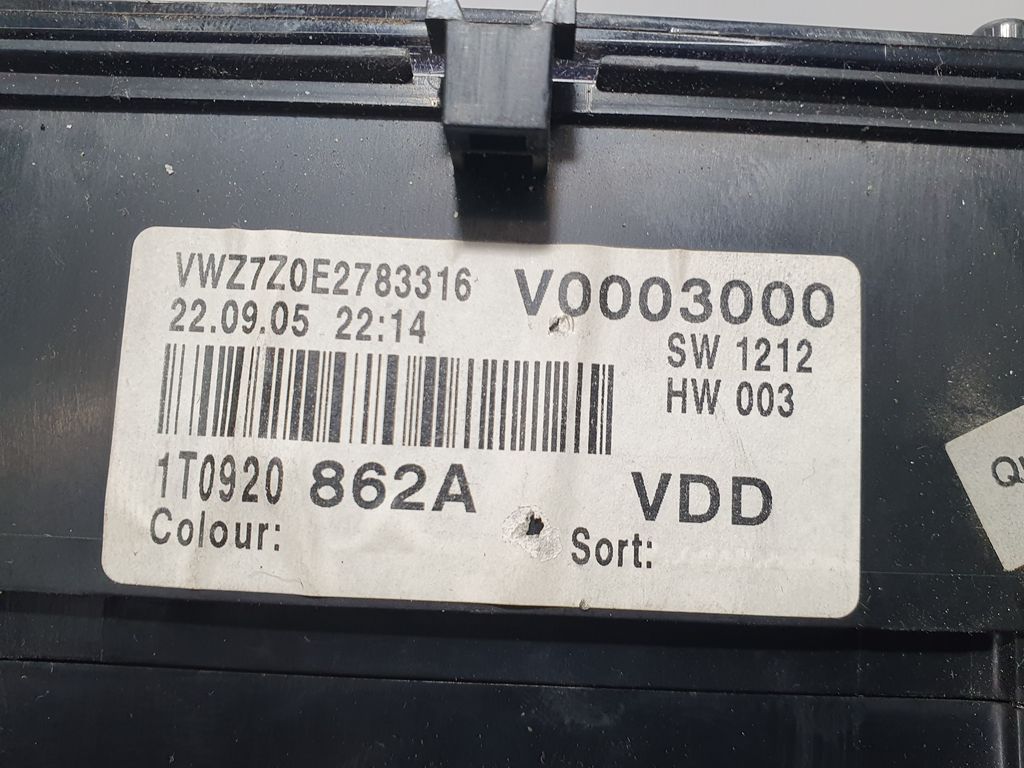 VWZ7Z0E2783316 V0003000
22.09.05 22:14 SW 1212
HW 003
1T0920 862A VDD
Colour: Sort: